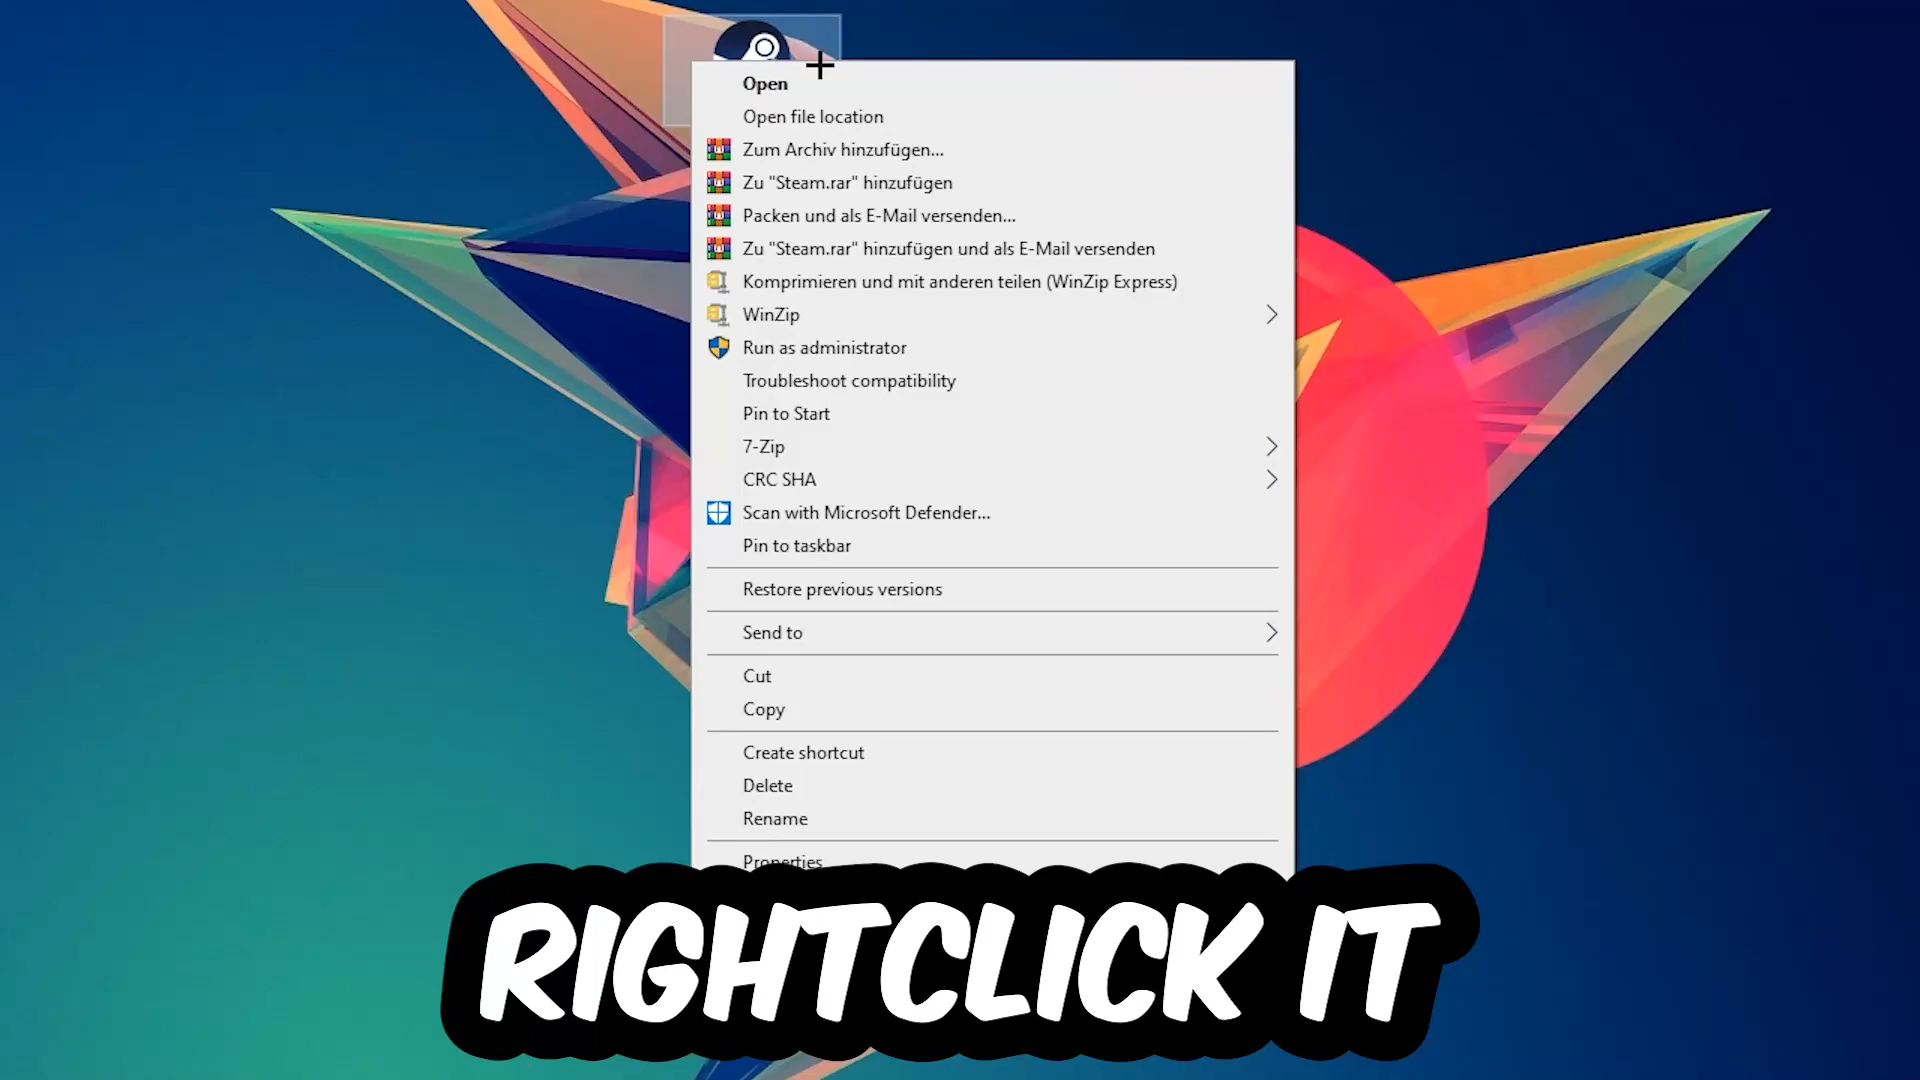 Open
Open file location
Zum Archiv hinzufügen...
Zu "Steam.rar" hinzufügen
Packen und als E-Mail versenden...
Zu "Steam.rar" hinzufügen und als E-Mail versenden
Komprimieren und mit anderen teilen (WinZip Express)
WinZip
Run as administrator
Troubleshoot compatibility
Pin to Start
7-Zip
CRC SHA
Scan with Microsoft Defender...
Pin to taskbar
Restore previous versions
Send to
Cut
Copy
Create shortcut
Delete
Rename
Properties
RIGHTCLICK IT